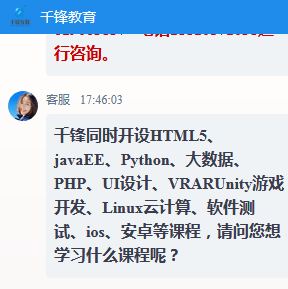 千锋教育
行咨询。
客服 17:46:03
千锋同时开设HTML5、
javaEE、Python、大数据、
PHP、UI设计、VRARUnity游戏
开发、Linux云计算、软件测
试、ios、安卓等课程，请问您想
学习什么课程呢？